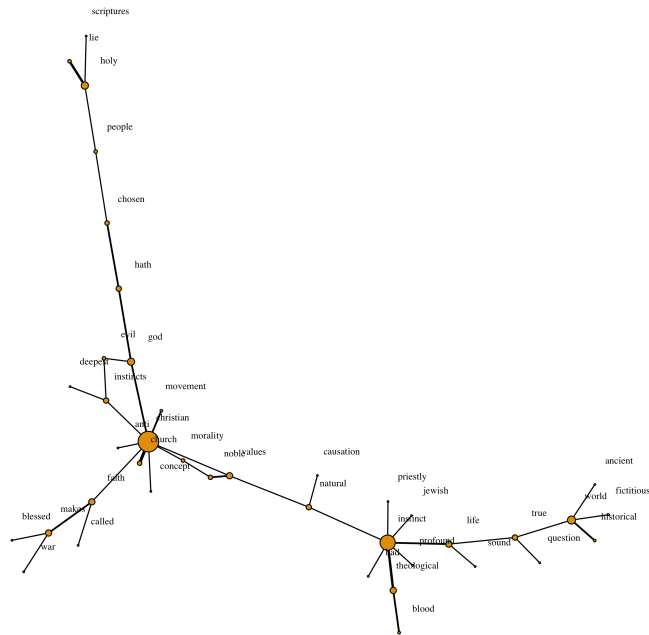 scriptures
lie
holy
people
chosen
hath
evil
god
deepest
instincts
movement
anti
christian
church
morality
noble
values
concept
causation
faith
natural
blessed
makes
called
war
priestly
jewish
instinct
life
profound
bad
theological
sound
true
question
ancient
world
fictitious
historical
blood